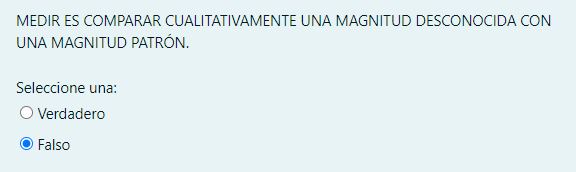 MEDIR ES COMPARAR CUALITATIVAMENTE UNA MAGNITUD DESCONOCIDA CON
UNA MAGNITUD PATRÓN.
Seleccione una:
Verdadero
Falso